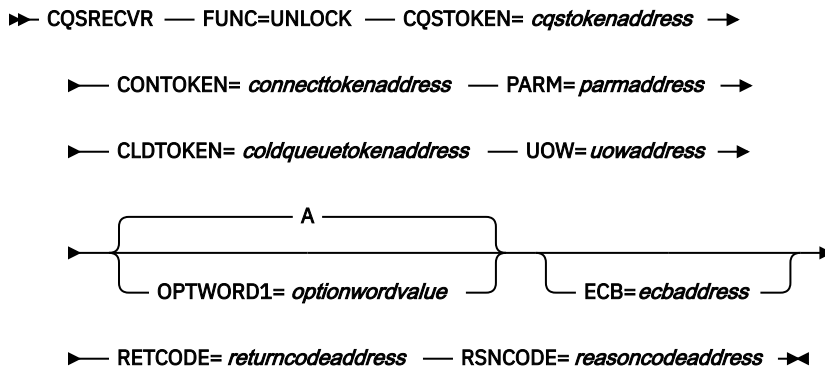 CQSRECVR FUNC=UNLOCK CQSTOKEN= cqstokenaddress
CONTOKEN= connecttokenaddress PARM= parmaddress
CLDTOKEN= coldqueuetokenaddress UOW= uowaddress
A
OPTWORD1= optionwordvalue ECB= ecbaddress
RETCODE= returncodeaddress RSNCODE= reasoncodeaddress